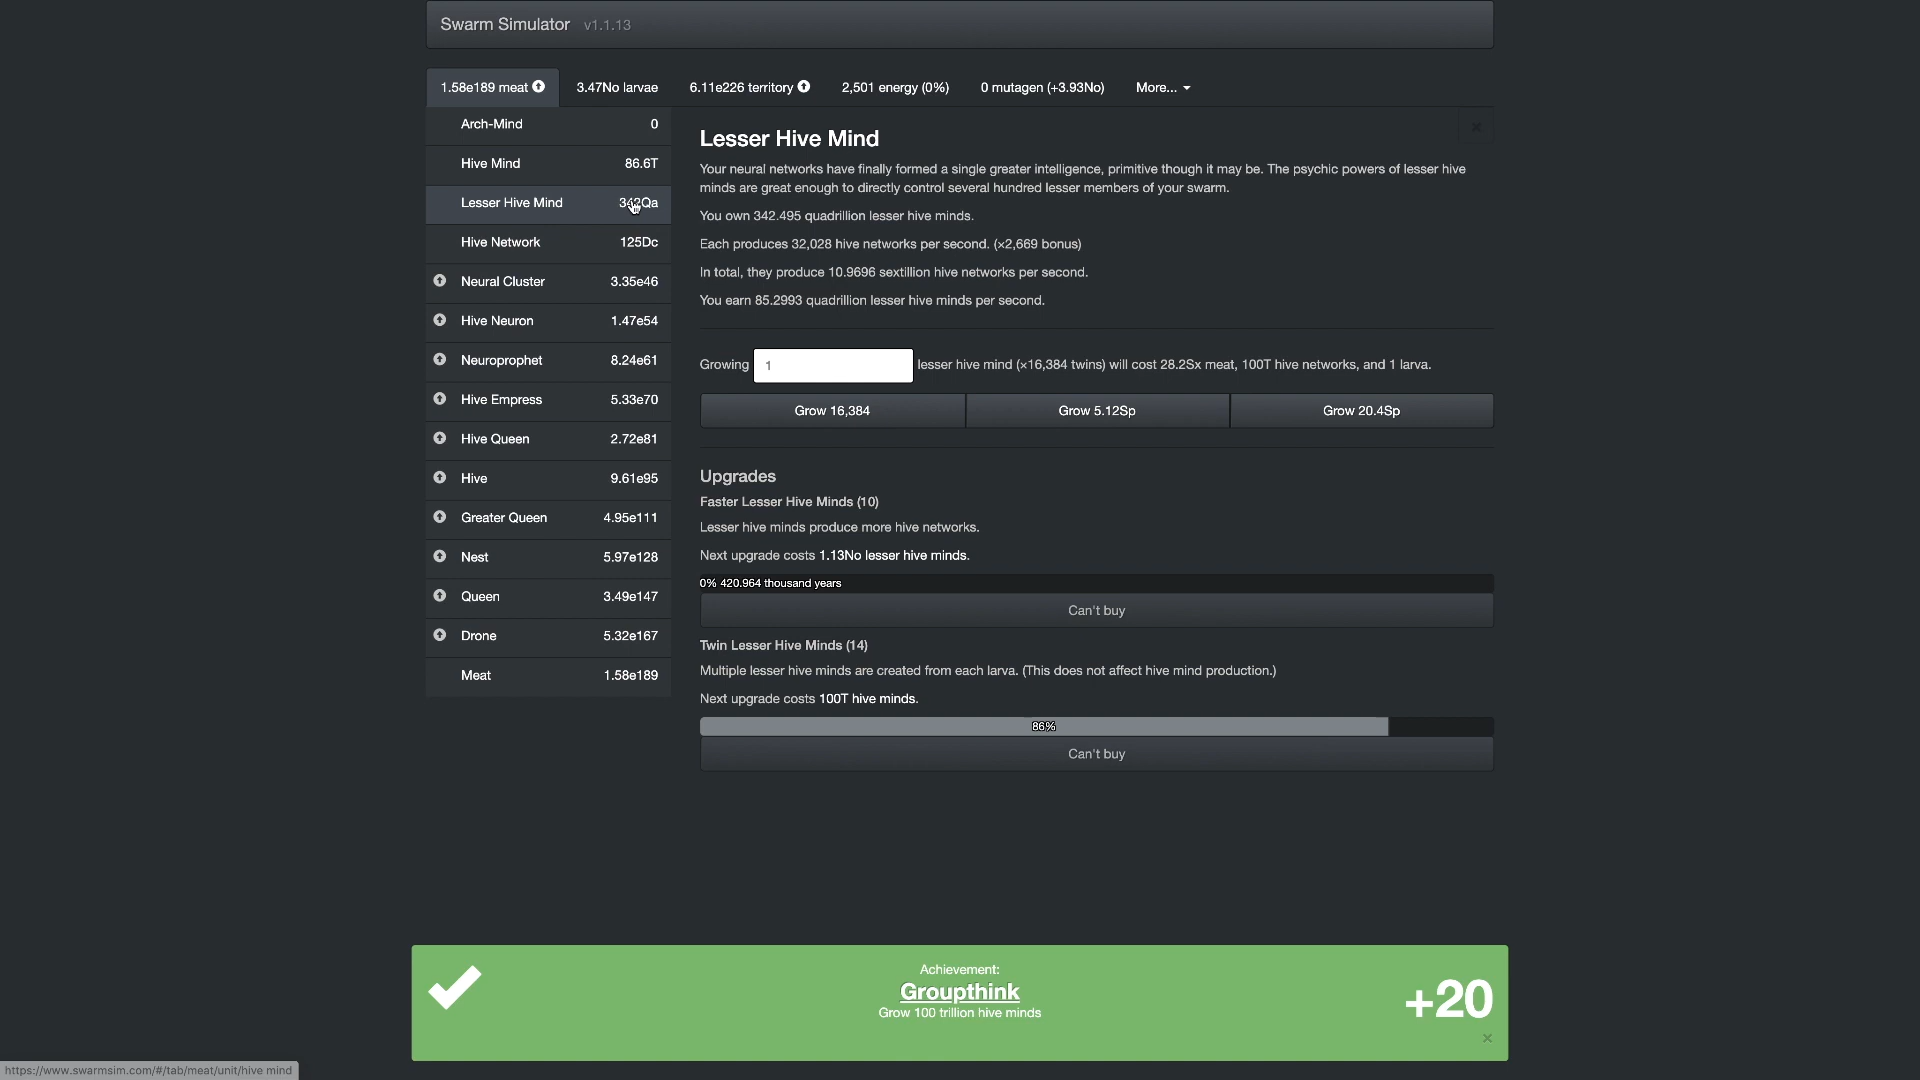 Swarm Simulator v1.1.13
1.58e189 meat 3.47No larvae 6.11e226 territory 2,501 energy (0%) 0 mutagen (+3.93No) More...
Arch-Mind 0
Hive Mind 86.6T
Lesser Hive Mind 342Qa
Hive Network 125Dc
Neural Cluster 3.35e46
Hive Neuron 1.47e54
Neuroprophet 8.24e61
Hive Empress 5.33e70
Hive Queen 2.72e81
Hive 9.61e95
Greater Queen 4.95e111
Nest 5.97e128
Queen 3.49e147
Drone 5.32e167
Meat 1.58e189
Lesser Hive Mind
Your neural networks have finally formed a single greater intelligence, primitive though it may be. The psychic powers of lesser hive
minds are great enough to directly control several hundred lesser members of your swarm.
You own 342.495 quadrillion lesser hive minds.
Each produces 32,028 hive networks per second. (×2,669 bonus)
In total, they produce 10.9696 sextillion hive networks per second.
You earn 85.2993 quadrillion lesser hive minds per second.
Growing 1 lesser hive mind (×16,384 twins) will cost 28.2Sx meat, 100T hive networks, and 1 larva.
Grow 16,384 Grow 5.12Sp Grow 20.4Sp
Upgrades
Faster Lesser Hive Minds (10)
Lesser hive minds produce more hive networks.
Next upgrade costs 1.13No lesser hive minds.
0% 420.964 thousand years
Can't buy
Twin Lesser Hive Minds (14)
Multiple lesser hive minds are created from each larva. (This does not affect hive mind production.)
Next upgrade costs 100T hive minds.
86%
Can't buy
Achievement:
Groupthink
Grow 100 trillion hive minds
+20
https://www.swarmsim.com/#/tab/meat/unit/hive mind